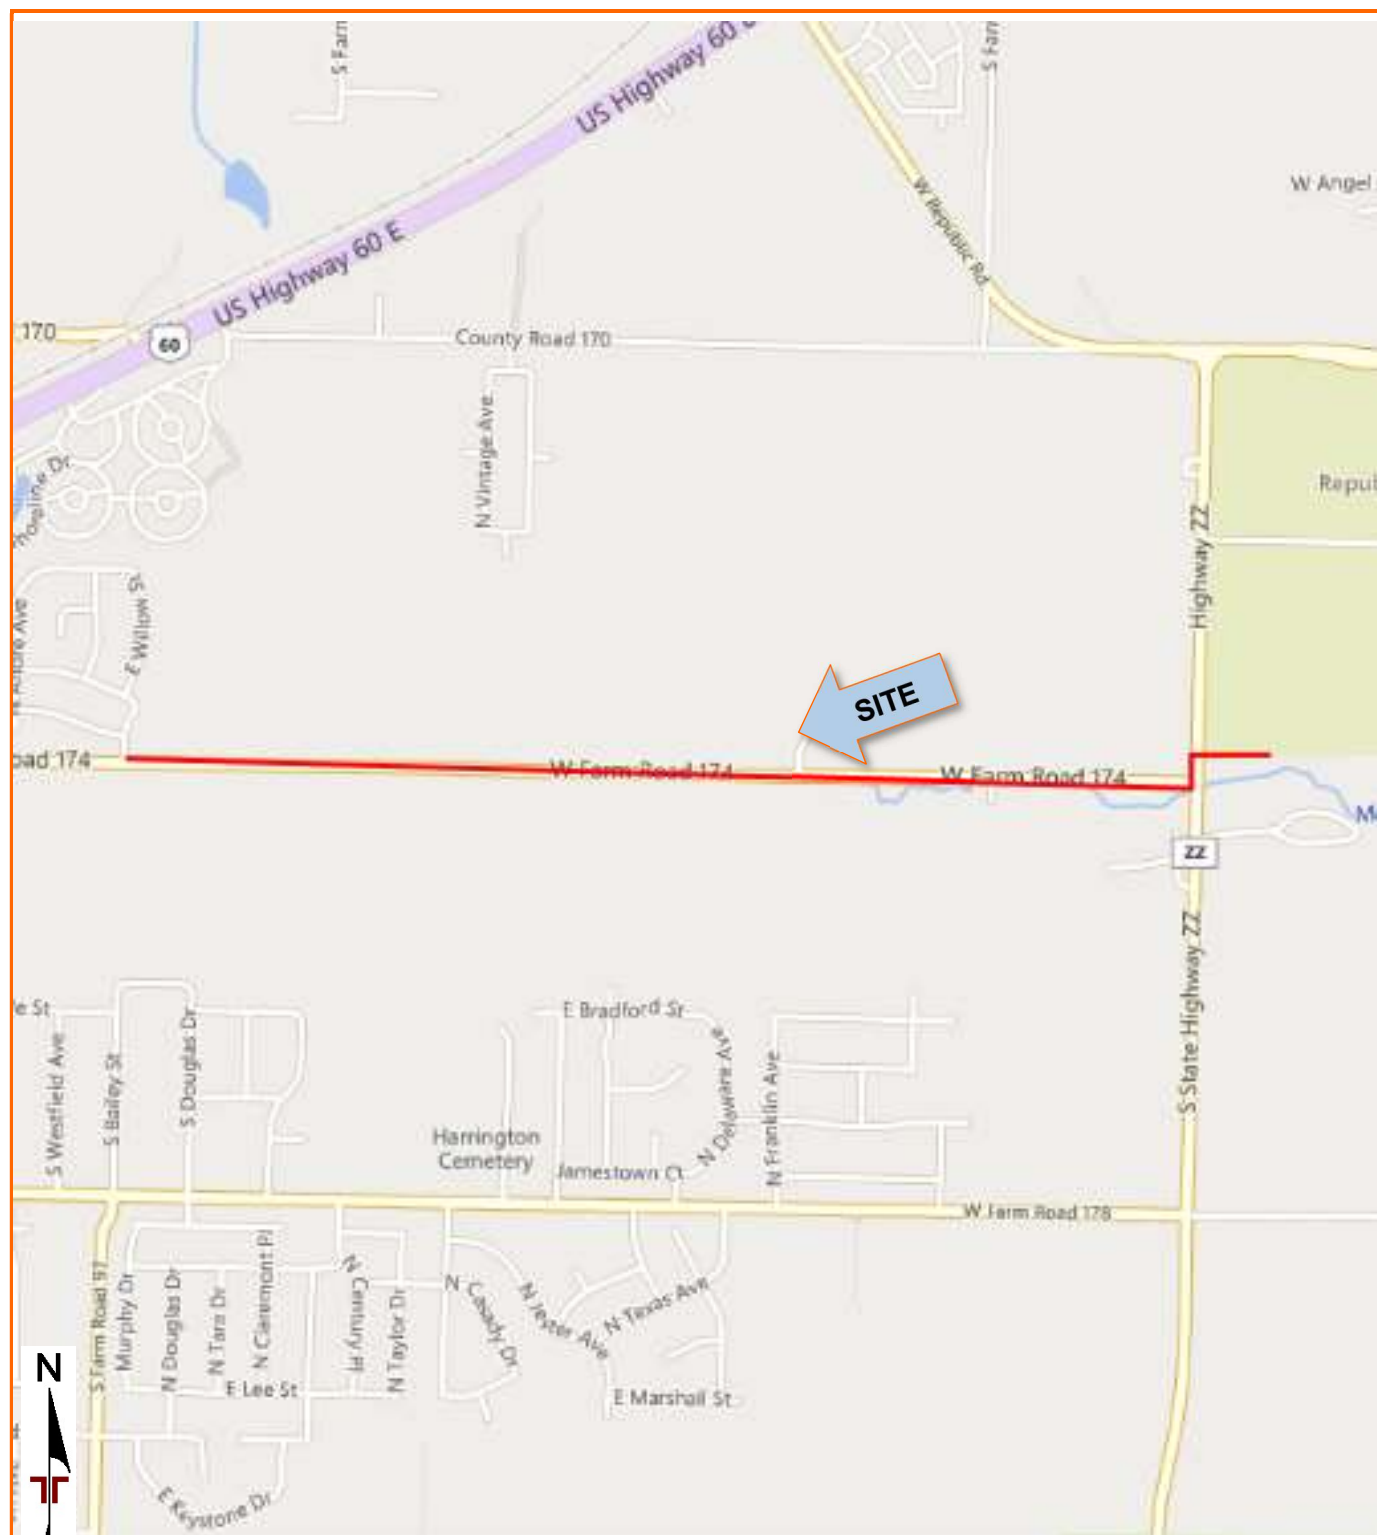 S Farr
US Highway 60 E
S Farr
W Republic Rd
W Angel
US Highway 60 E
170
60
County Road 170
N Vintage Ave
Highway ZZ
E Willow St
SITE
oad 174
W Farm Road 174
W Farm Road 174
ZZ
S State Highway ZZ
E Bradford St
S Westfield Ave
S Bailey St
S Douglas Dr
N Delaware Ave
N Franklin Ave
Harrington
Cemetery
Jamestown Ct
W Farm Road 178
S Farm Road 97
Murphy Dr
N Douglas Dr
N Tara Dr
N Claremont Pl
N Century Pl
N Taylor Dr
N Casady Dr
N Jester Ave
N Texas Ave
E Lee St
E Marshall St
E Keystone Dr
N